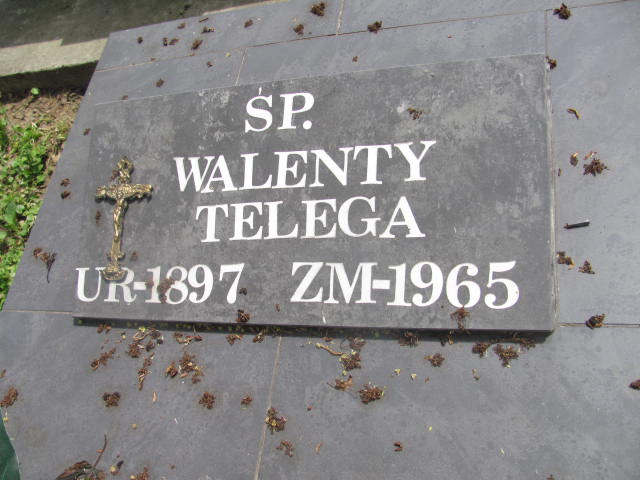 ŚP.
WALENTY
TELEGA
UR-1897 ZM-1965